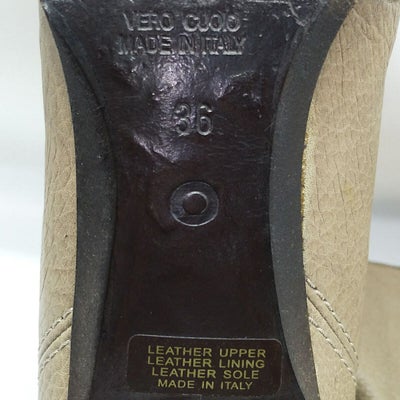 VERO CUOIO
MADE IN ITALY
36
LEATHER UPPER
LEATHER LINING
LEATHER SOLE
MADE IN ITALY